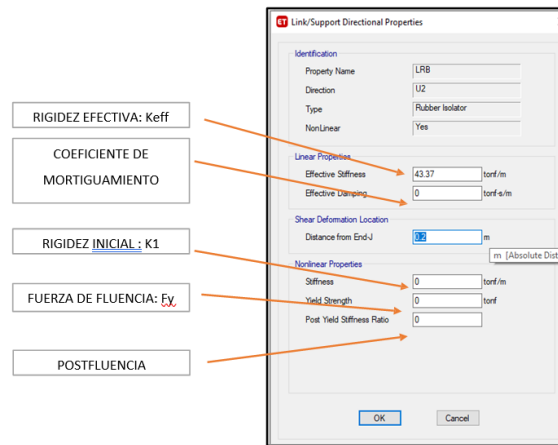 Link/Support Directional Properties
Identification
Property Name LRB
Direction U2
Type Rubber Isolator
NonLinear Yes
RIGIDEZ EFECTIVA: Keff
COEFICIENTE DE
MORTIGUAMIENTO
Linear Properties
Effective Stiffness 43.37 tonf/m
Effective Damping 0 tonf-s/m
Shear Deformation Location
Distance from End-J 0.2 m
m [Absolute Dist
RIGIDEZ INICIAL : K1
FUERZA DE FLUENCIA: Fy
POSTFLUENCIA
Nonlinear Properties
Stiffness 0 tonf/m
Yield Strength 0 tonf
Post Yield Stiffness Ratio 0
OK Cancel